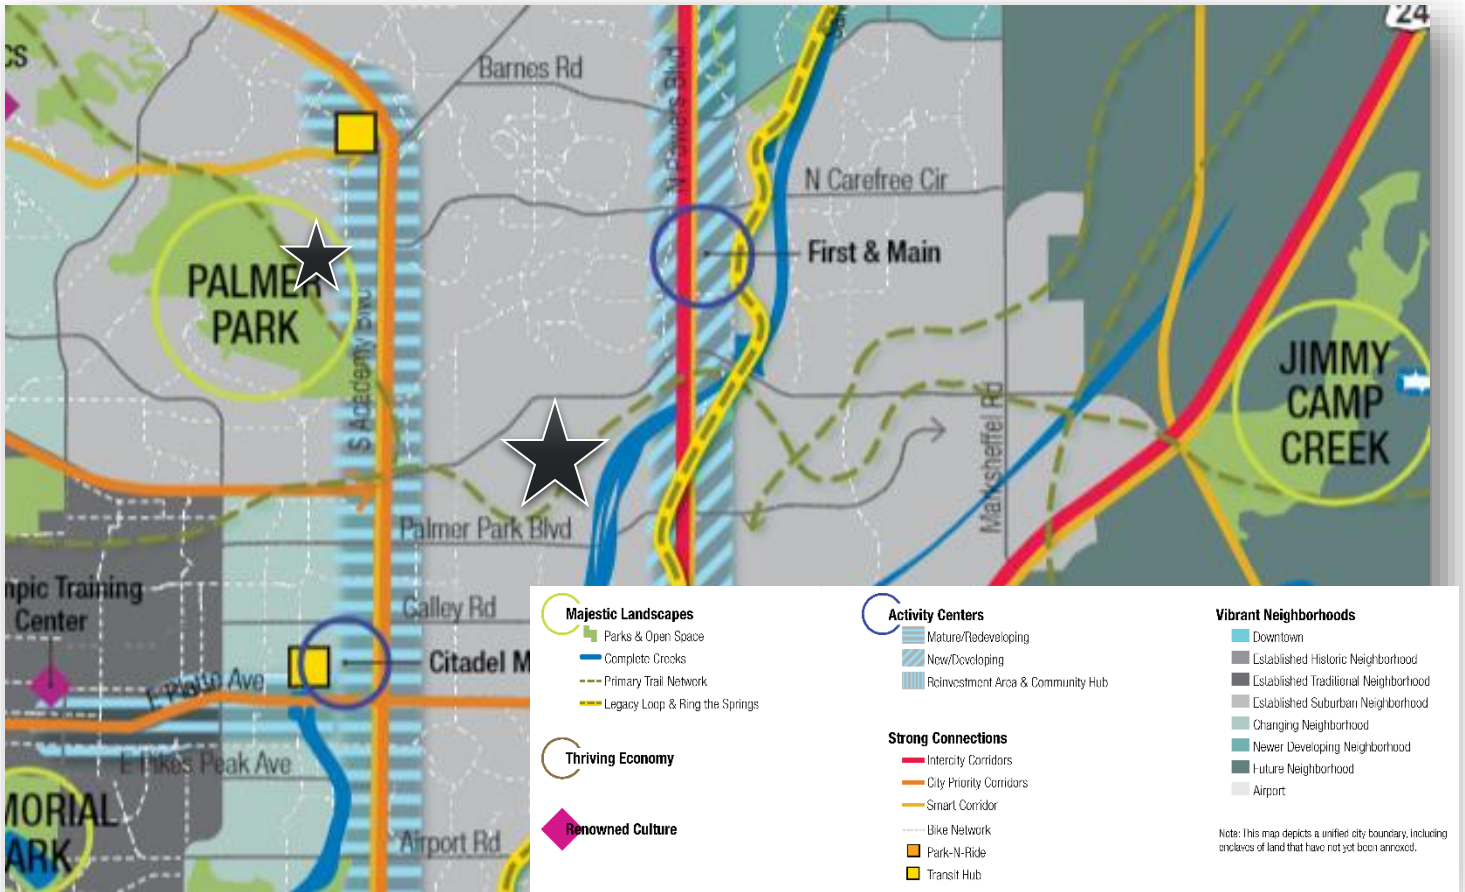 CS
24
Barnes Rd
N Powers Blvd
N Carefree Cir
First & Main
PALMER
PARK
S Academy Blvd
JIMMY
CAMP
CREEK
Marksheffel Rd
Palmer Park Blvd
mpic Training
Center
Galley Rd
Citadel M
E Platte Ave
E Pikes Peak Ave
MORIAL
ARK
Airport Rd
Majestic Landscapes
Parks & Open Space
Complete Creeks
Primary Trail Network
Legacy Loop & Ring the Springs
Thriving Economy
Renowned Culture
Activity Centers
Mature/Redeveloping
New/Developing
Reinvestment Area & Community Hub
Strong Connections
Intercity Corridors
City Priority Corridors
Smart Corridor
Bike Network
Park-N-Ride
Transit Hub
Vibrant Neighborhoods
Downtown
Established Historic Neighborhood
Established Traditional Neighborhood
Established Suburban Neighborhood
Changing Neighborhood
Newer Developing Neighborhood
Future Neighborhood
Airport
Note: This map depicts a unified city boundary, including
enclaves of land that have not yet been annexed.